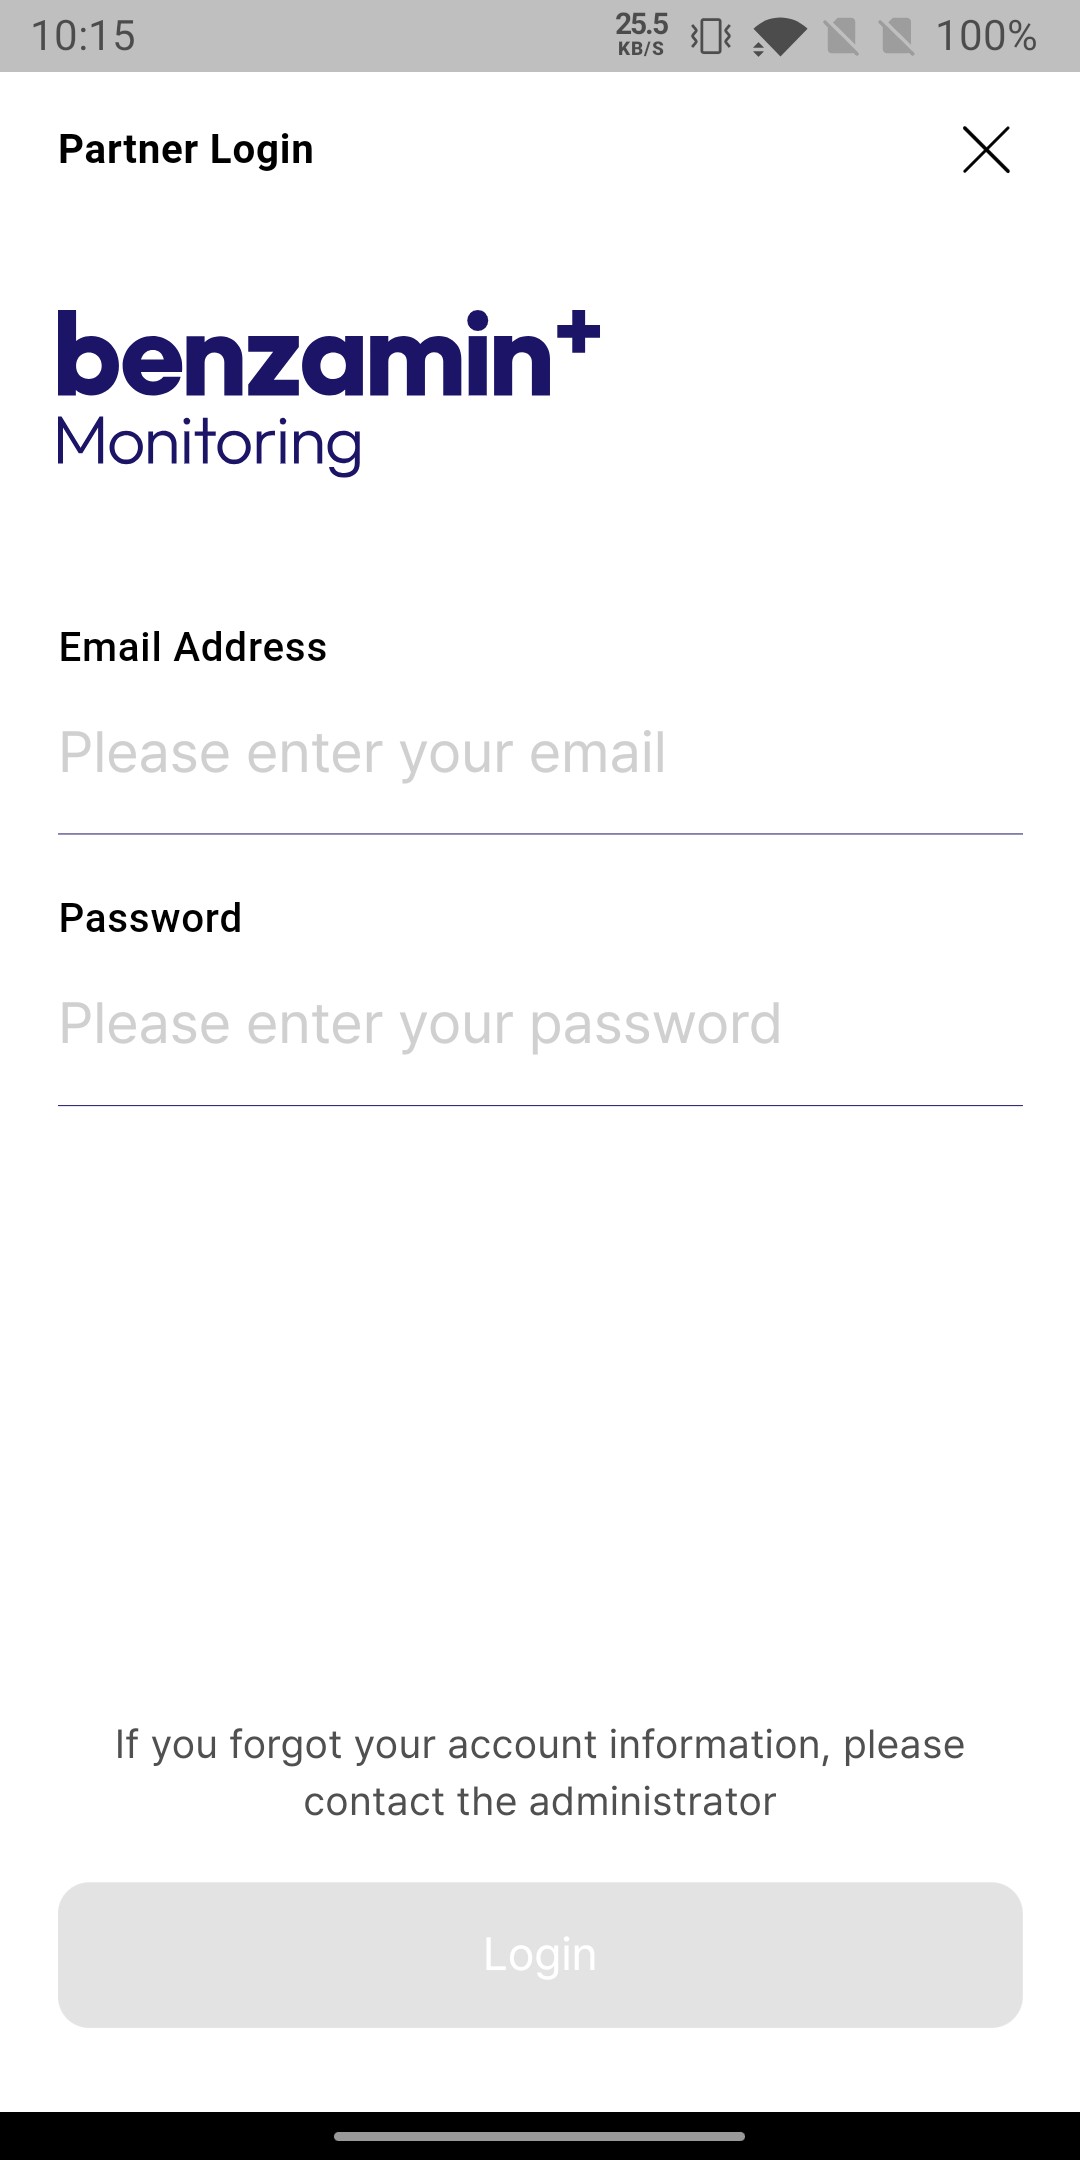 10:15
25.5
KB/S
100%
Partner Login
benzamin+
Monitoring
Email Address
Please enter your email
Password
Please enter your password
If you forgot your account information, please
contact the administrator
Login